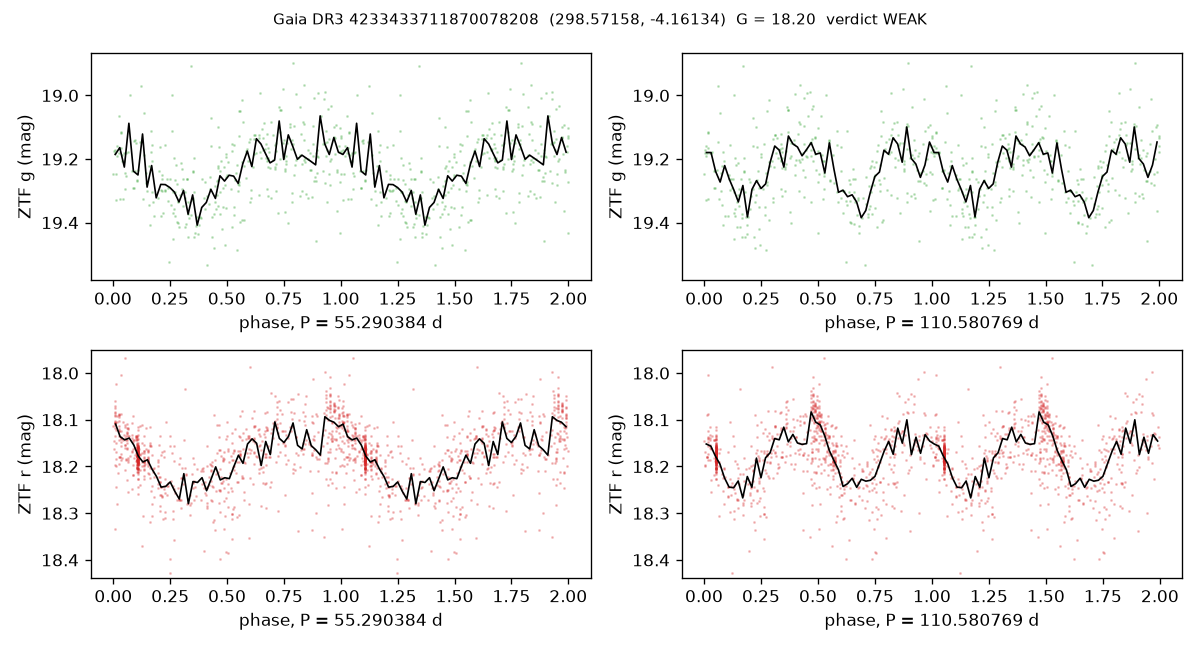 Gaia DR3 4233433711870078208 (298.57158, -4.16134) G = 18.20 verdict WEAK
ZTF g (mag)
19.0
19.2
19.4
0.00 0.25 0.50 0.75 1.00 1.25 1.50 1.75 2.00
phase, P = 55.290384 d
ZTF g (mag)
19.0
19.2
19.4
0.00 0.25 0.50 0.75 1.00 1.25 1.50 1.75 2.00
phase, P = 110.580769 d
ZTF r (mag)
18.0
18.1
18.2
18.3
18.4
0.00 0.25 0.50 0.75 1.00 1.25 1.50 1.75 2.00
phase, P = 55.290384 d
ZTF r (mag)
18.0
18.1
18.2
18.3
18.4
0.00 0.25 0.50 0.75 1.00 1.25 1.50 1.75 2.00
phase, P = 110.580769 d